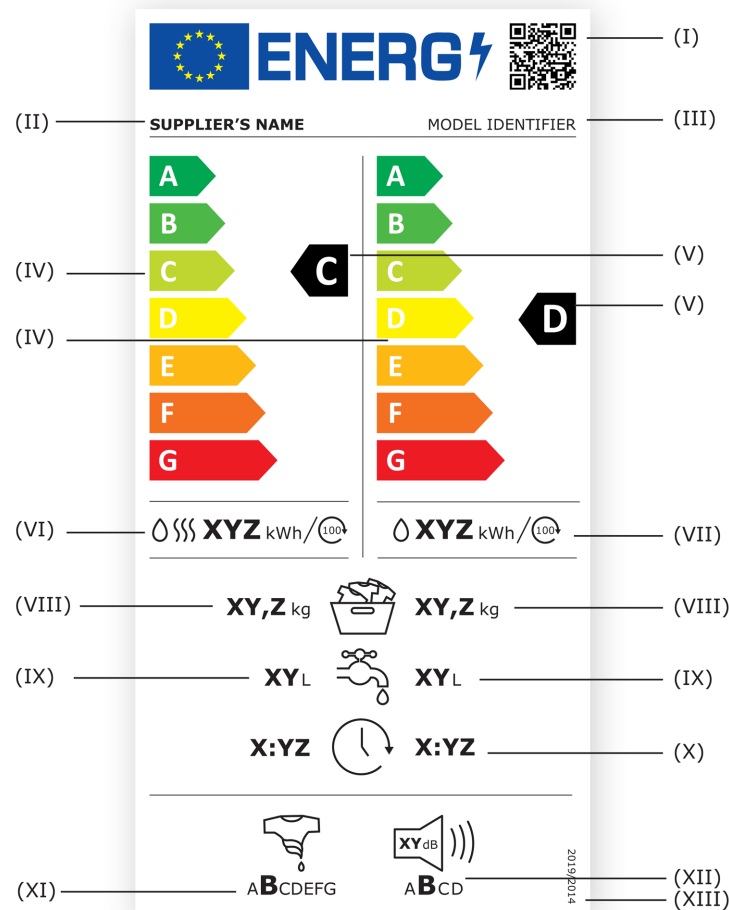 ENERG
(I)
(II)
SUPPLIER'S NAME
MODEL IDENTIFIER
(III)
A
A
B
B
(IV)
C
C
C
(V)
D
D
D
(V)
(IV)
E
E
F
F
G
G
(VI)
XYZ kWh/100
XYZ kWh/100
(VII)
(VIII)
XY,Z kg
XY,Z kg
(VIII)
(IX)
XY L
XY L
(IX)
X:YZ
X:YZ
(X)
XY dB
2019/2014
(XI)
ABCDEFG
ABCD
(XII)
(XIII)